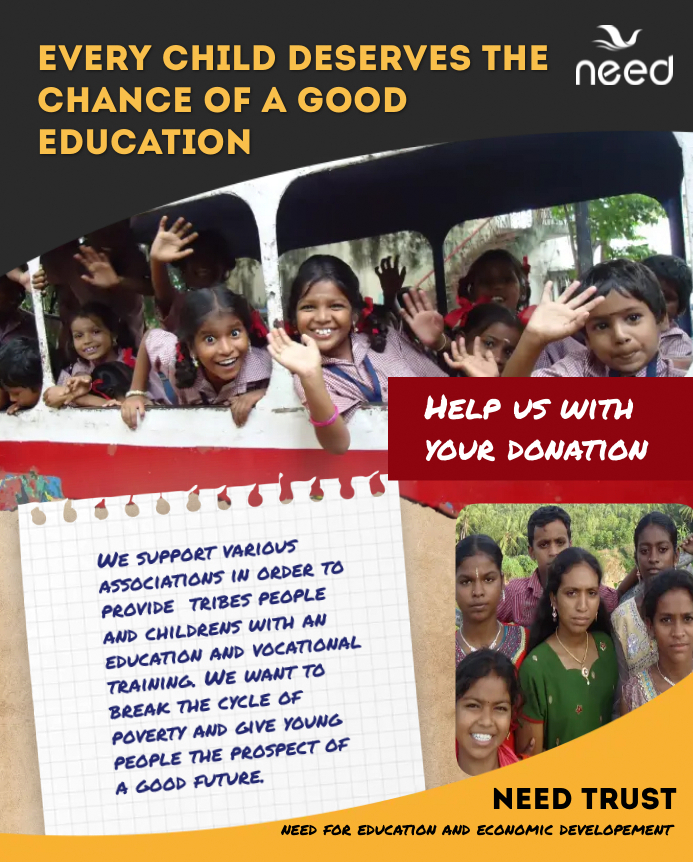 EVERY CHILD DESERVES THE
CHANCE OF A GOOD
EDUCATION
need
HELP US WITH
YOUR DONATION
WE SUPPORT VARIOUS
ASSOCIATIONS IN ORDER TO
PROVIDE TRIBES PEOPLE
AND CHILDRENS WITH AN
EDUCATION AND VOCATIONAL
TRAINING. WE WANT TO
BREAK THE CYCLE OF
POVERTY AND GIVE YOUNG
PEOPLE THE PROSPECT OF
A GOOD FUTURE.
NEED TRUST
NEED FOR EDUCATION AND ECONOMIC DEVELOPEMENT